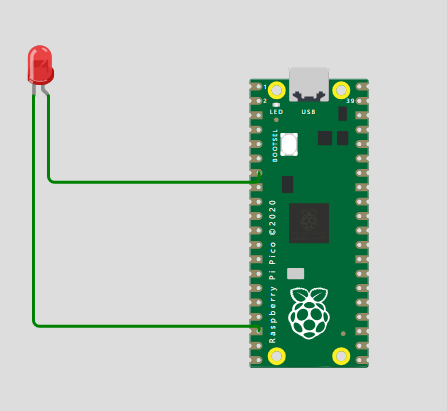 1
2
39
LED
USB
BOOTSEL
Raspberry Pi Pico ©2020